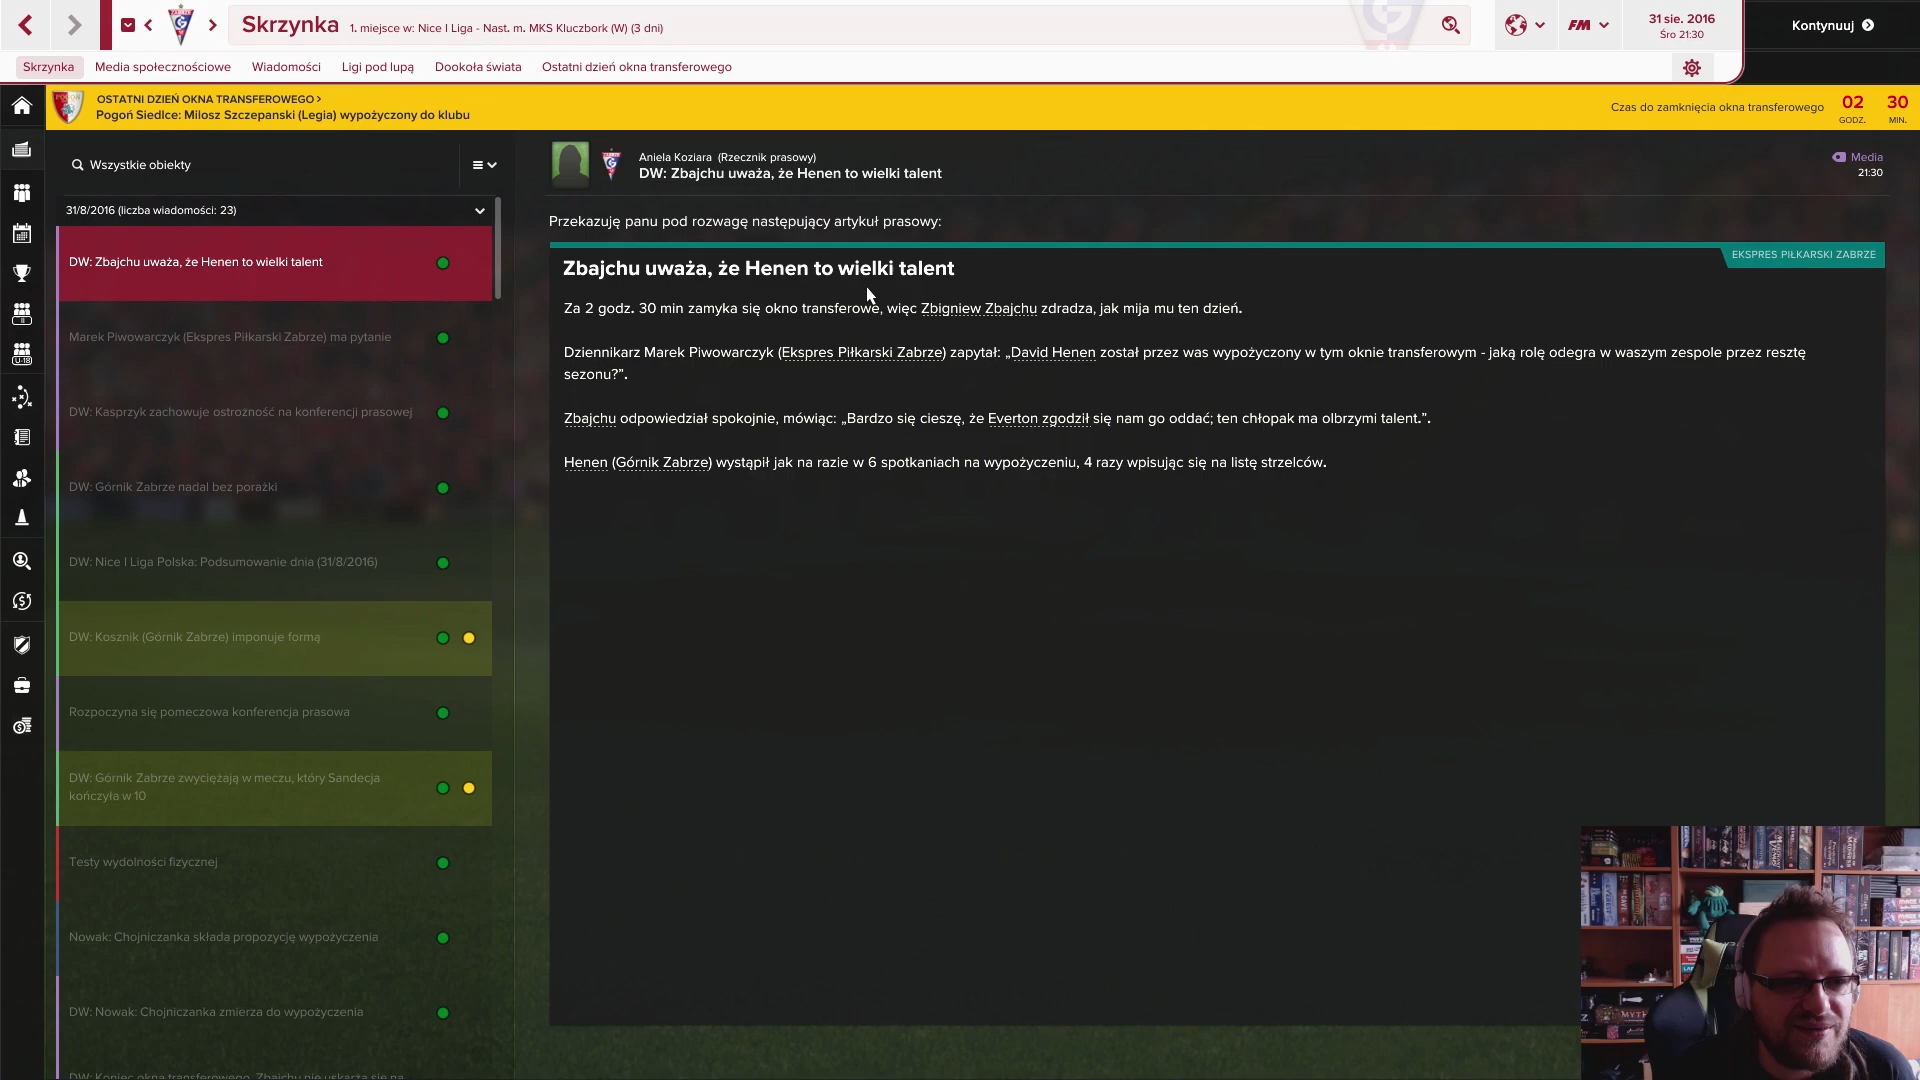 Skrzynka
1. miejsce w: Nice I Liga - Nast. m. MKS Kluczbork (W) (3 dni)
FM
31 sie. 2016
Śro 21:30
Kontynuuj
Skrzynka
Media społecznościowe
Wiadomości
Ligi pod lupą
Dookoła świata
Ostatni dzień okna transferowego
OSTATNI DZIEŃ OKNA TRANSFEROWEGO >
Pogoń Siedlce: Milosz Szczepanski (Legia) wypożyczony do klubu
Czas do zamknięcia okna transferowego
02
GODZ.
30
MIN.
Wszystkie obiekty
31/8/2016 (liczba wiadomości: 23)
DW: Zbajchu uważa, że Henen to wielki talent
Marek Piwowarczyk (Ekspres Piłkarski Zabrze) ma pytanie
DW: Kasprzyk zachowuje ostrożność na konferencji prasowej
DW: Górnik Zabrze nadal bez porażki
DW: Nice I Liga Polska: Podsumowanie dnia (31/8/2016)
DW: Kosznik (Górnik Zabrze) imponuje formą
Rozpoczyna się pomeczowa konferencja prasowa
DW: Górnik Zabrze zwyciężają w meczu, który Sandecja
kończyła w 10
Testy wydolności fizycznej
Nowak: Chojniczanka składa propozycję wypożyczenia
DW: Nowak: Chojniczanka zmierza do wypożyczenia
DW: Koniec okna transferowego. Zbajchu nie uskarża się na
Aniela Koziara (Rzecznik prasowy)
DW: Zbajchu uważa, że Henen to wielki talent
Media
21:30
Przekazuję panu pod rozwagę następujący artykuł prasowy:
EKSPRES PIŁKARSKI ZABRZE
Zbajchu uważa, że Henen to wielki talent
Za 2 godz. 30 min zamyka się okno transferowe, więc Zbigniew Zbajchu zdradza, jak mija mu ten dzień.
Dziennikarz Marek Piwowarczyk (Ekspres Piłkarski Zabrze) zapytał: „David Henen został przez was wypożyczony w tym oknie transferowym - jaką rolę odegra w waszym zespole przez resztę
sezonu?”.
Zbajchu odpowiedział spokojnie, mówiąc: „Bardzo się cieszę, że Everton zgodził się nam go oddać; ten chłopak ma olbrzymi talent.”.
Henen (Górnik Zabrze) wystąpił jak na razie w 6 spotkaniach na wypożyczeniu, 4 razy wpisując się na listę strzelców.